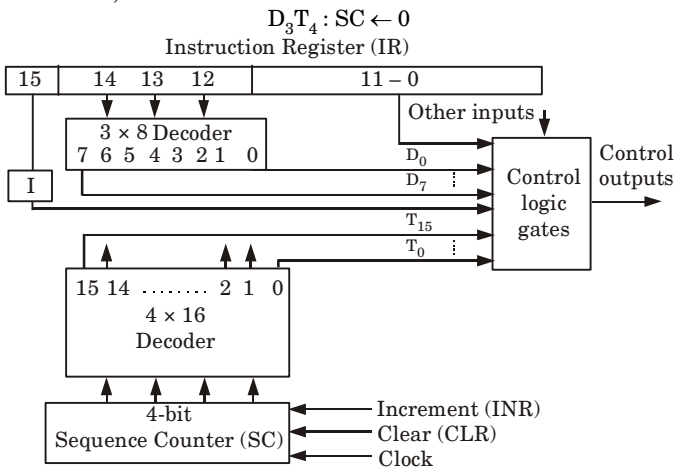 D₃T₄ : SC ← 0
Instruction Register (IR)
15 14 13 12 11 – 0
Other inputs
3 × 8 Decoder
7 6 5 4 3 2 1 0
D₀
D₇
I
Control logic gates
Control outputs
T₁₅
T₀
15 14 ........ 2 1 0
4 × 16
Decoder
4-bit
Sequence Counter (SC)
Increment (INR)
Clear (CLR)
Clock